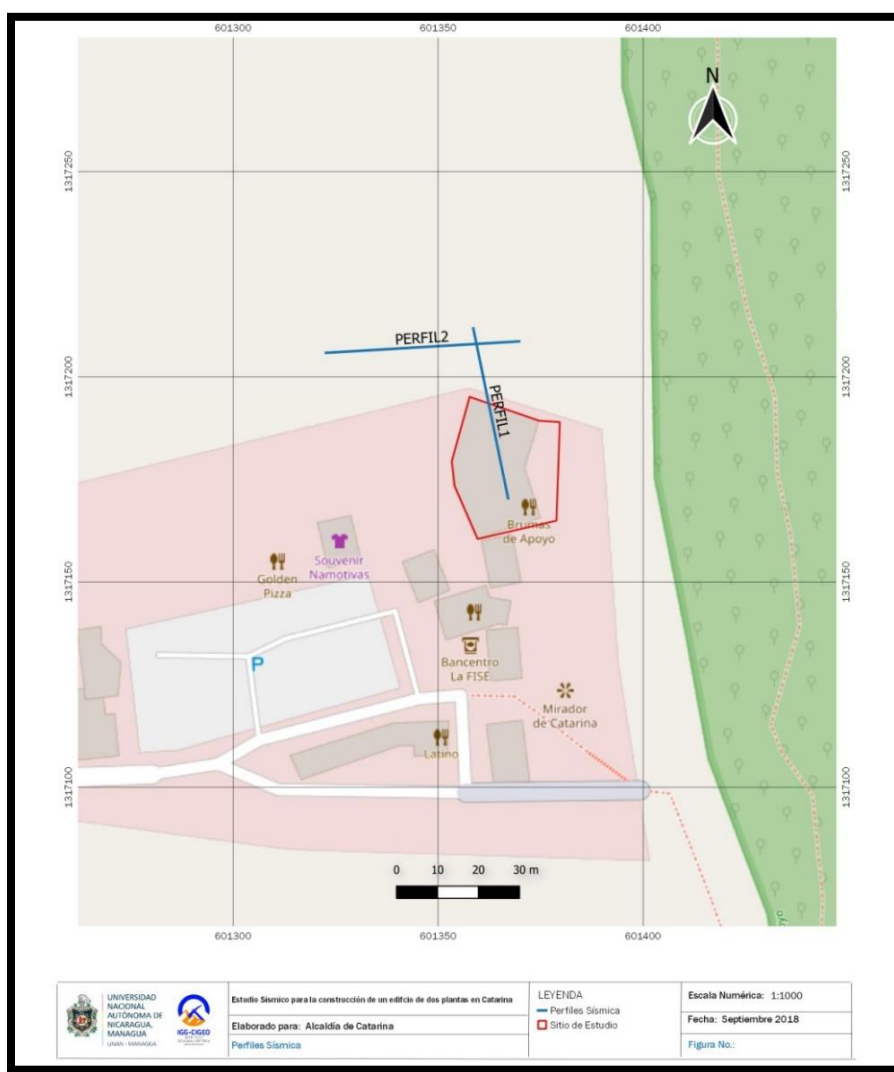 601300
601350
601400
N
1317250
1317250
PERFIL2
1317200
1317200
PERFIL1
Brumas
de Apoyo
Souvenir
Namotivas
Golden
Pizza
1317150
1317150
P
Bancentro
La FISE
Mirador
de Catarina
Latino
1317100
1317100
0 10 20 30 m
601300
601350
601400
UNIVERSIDAD
NACIONAL
AUTÓNOMA DE
NICARAGUA,
MANAGUA
UNAN - MANAGUA
IGG-CIGEO
Estudio Sísmico para la construcción de un edifcio de dos plantas en Catarina
Elaborado para: Alcaldía de Catarina
Perfiles Sísmica
LEYENDA
Perfiles Sísmica
Sitio de Estudio
Escala Numérica: 1:1000
Fecha: Septiembre 2018
Figura No.: